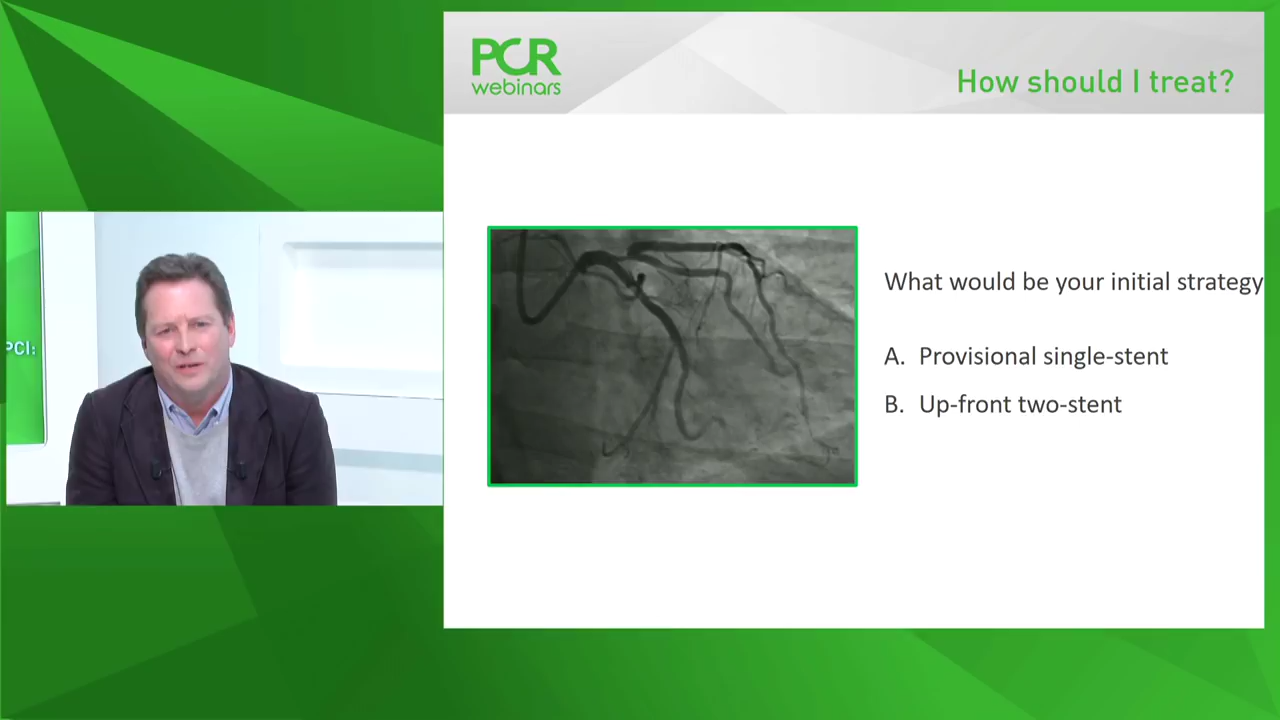 PCR
webinars
How should I treat?
PCI:
What would be your initial strategy
A. Provisional single-stent
B. Up-front two-stent